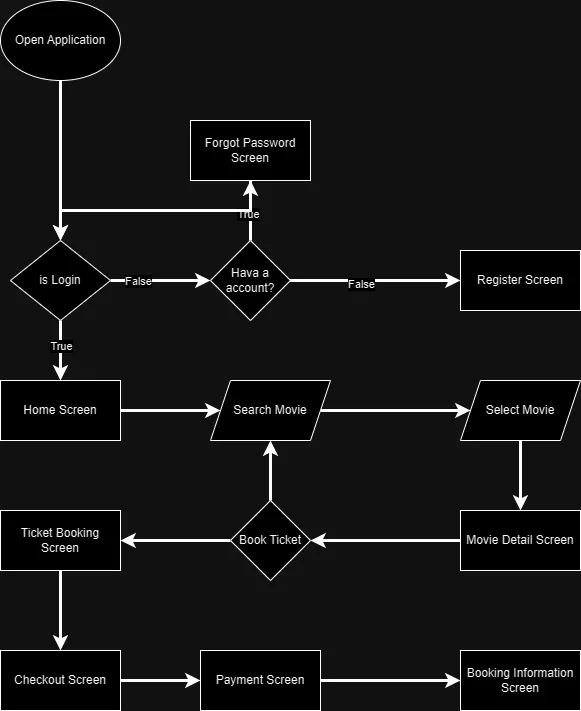 Open Application
Forgot Password
Screen
True
is Login
False
Hava a
account?
False
Register Screen
True
Home Screen
Search Movie
Select Movie
Ticket Booking
Screen
Book Ticket
Movie Detail Screen
Checkout Screen
Payment Screen
Booking Information
Screen